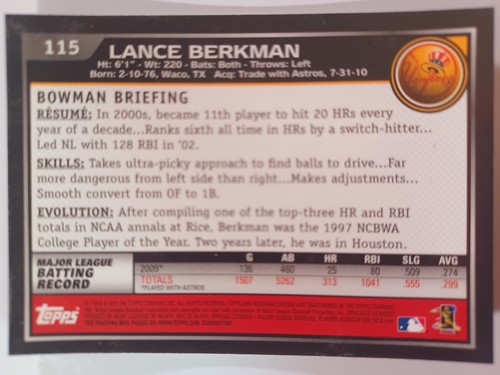 115
LANCE BERKMAN
Ht: 6'1" - Wt: 220 - Bats: Both - Throws: Left
Born: 2-10-76, Waco, TX Acq: Trade with Astros, 7-31-10
Yankees
BOWMAN BRIEFING
RÉSUMÉ: In 2000s, became 11th player to hit 20 HRs every
year of a decade...Ranks sixth all time in HRs by a switch-hitter...
Led NL with 128 RBI in '02.
SKILLS: Takes ultra-picky approach to find balls to drive...Far
more dangerous from left side than right...Makes adjustments...
Smooth convert from OF to 1B.
EVOLUTION: After compiling one of the top-three HR and RBI
totals in NCAA annals at Rice, Berkman was the 1997 NCBWA
College Player of the Year. Two years later, he was in Houston.
MAJOR LEAGUE
BATTING
RECORD
G AB HR RBI SLG AVG
2009* 136 460 25 80 .509 .274
TOTALS 1507 5262 313 1041 .555 .299
*PLAYED WITH ASTROS
Topps